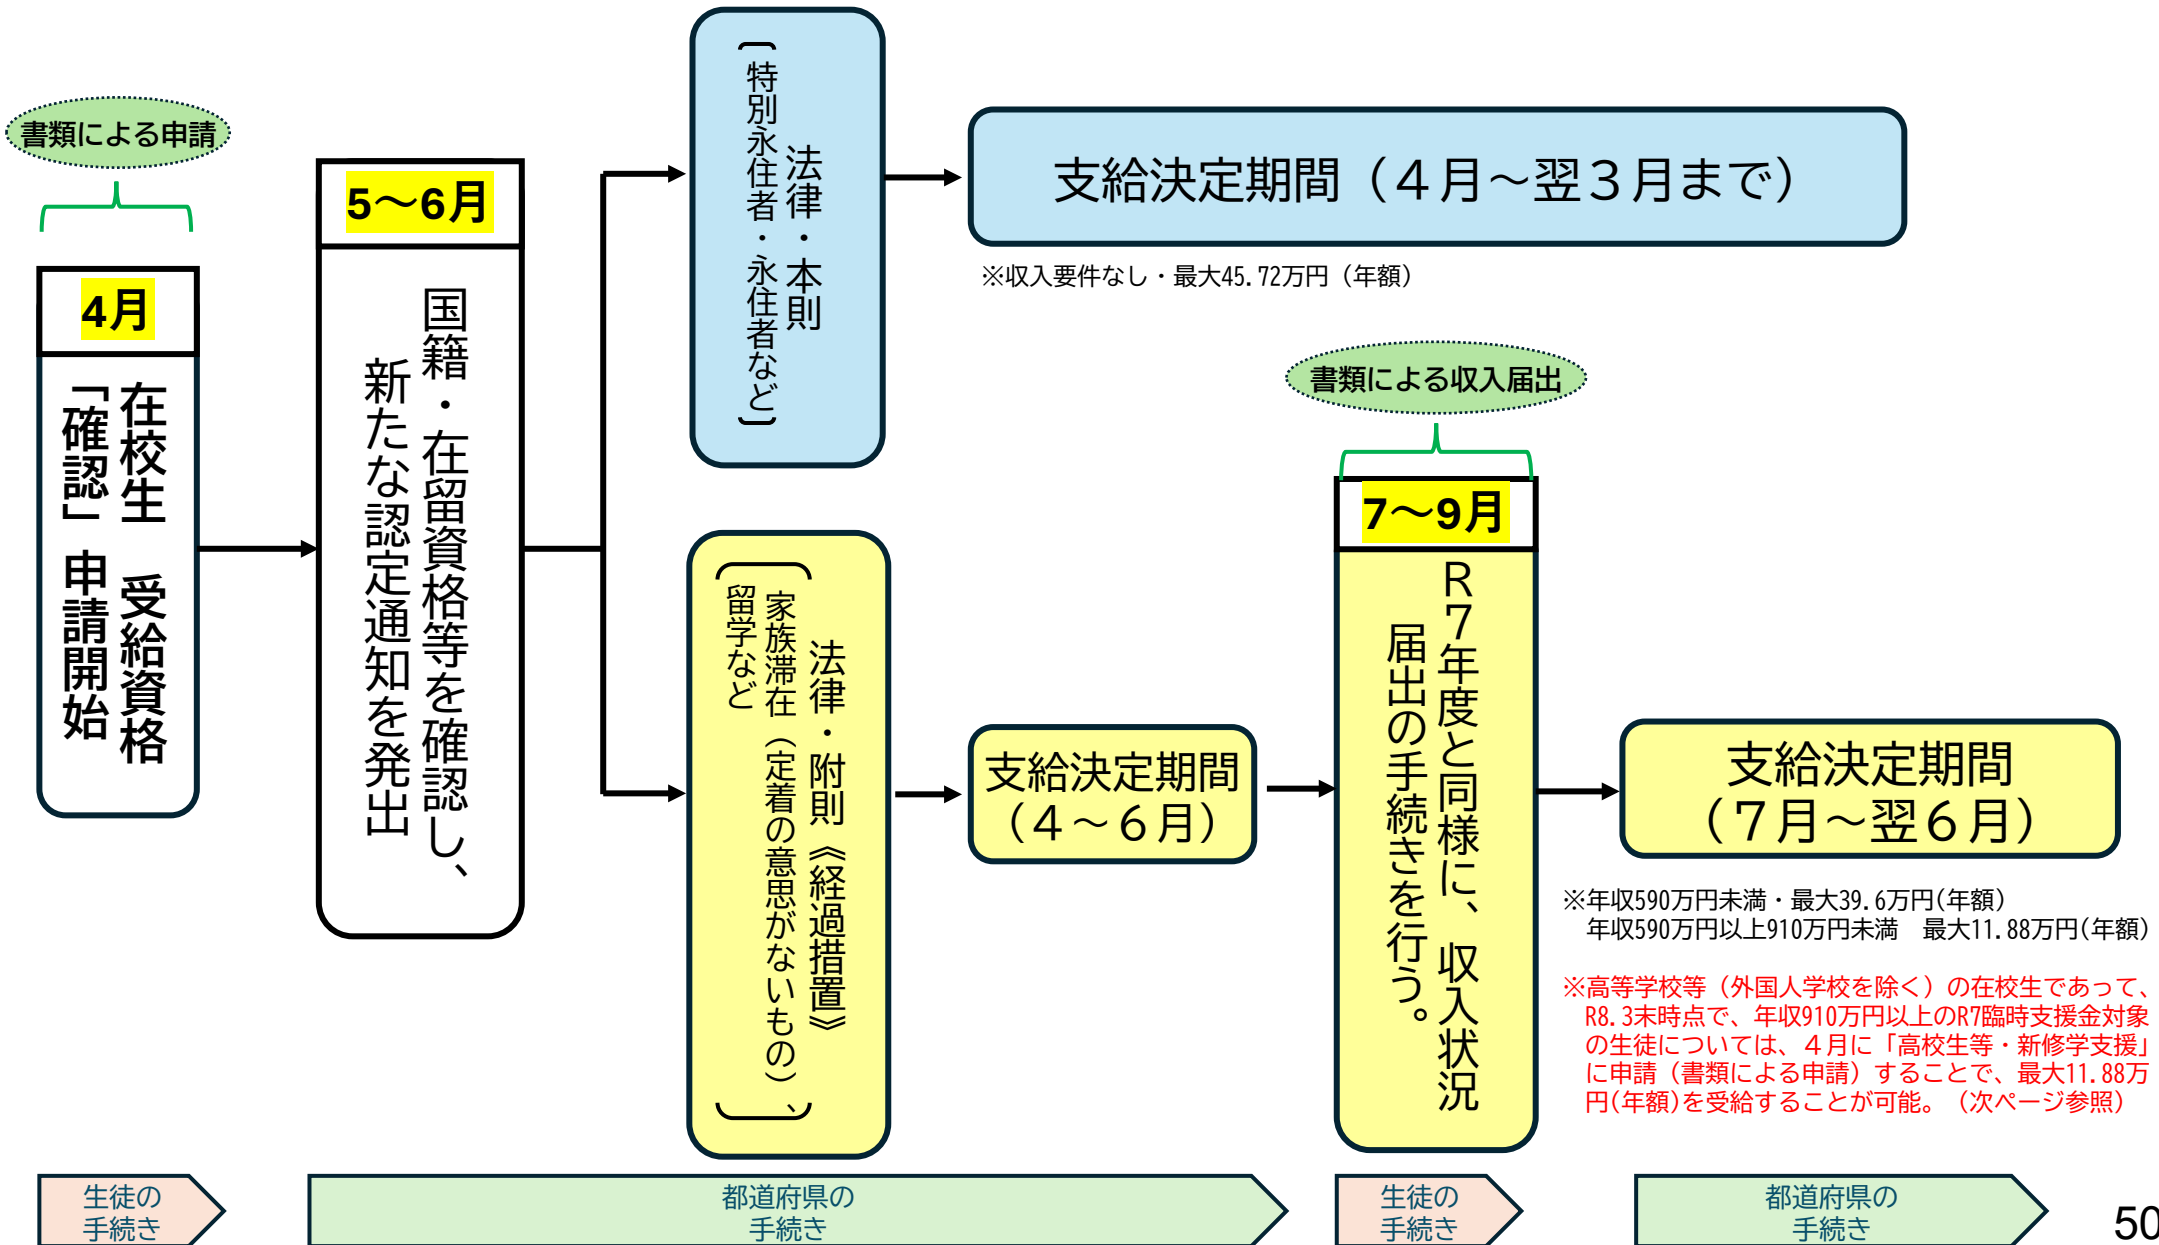 書類による申請
4月
在校生　受給資格
「確認」申請開始
5～6月
国籍・在留資格等を確認し、
新たな認定通知を発出
法律・本則
（特別永住者・永住者など）
支給決定期間（４月～翌３月まで）
※収入要件なし・最大45.72万円（年額）
法律・附則《経過措置》
家族滞在（定着の意思がないもの）、
留学など
支給決定期間
（４～６月）
書類による収入届出
7～9月
Ｒ７年度と同様に、収入状況
届出の手続きを行う。
支給決定期間
（７月～翌６月）
※年収590万円未満・最大39.6万円(年額)
年収590万円以上910万円未満　最大11.88万円(年額)
※高等学校等（外国人学校を除く）の在校生であって、
R8.3末時点で、年収910万円以上のR7臨時支援金対象
の生徒については、４月に「高校生等・新修学支援」
に申請（書類による申請）することで、最大11.88万
円(年額)を受給することが可能。（次ページ参照）
生徒の
手続き
都道府県の
手続き
生徒の
手続き
都道府県の
手続き
50